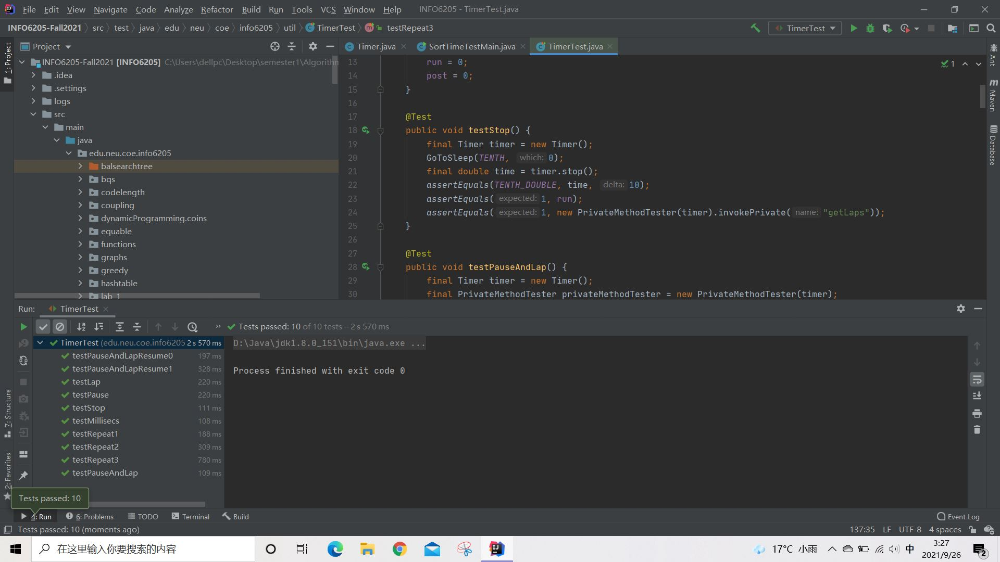 File Edit View Navigate Code Analyze Refactor Build Run Tools VCS Window Help INFO6205 - TimerTest.java
INFO6205-Fall2021 src test java edu neu coe info6205 util TimerTest testRepeat3 TimerTest
1: Project
Project
Timer.java SortTimeTestMain.java TimerTest.java
INFO6205-Fall2021 [INFO6205] C:\Users\dellpc\Desktop\semester1\Algorithm
.idea
.settings
logs
src
main
java
edu.neu.coe.info6205
balsearchtree
bqs
codelength
coupling
dynamicProgramming.coins
equable
functions
graphs
greedy
hashtable
lab_1
13 run = 0;
14 post = 0;
15 }
16
17 @Test
18 public void testStop() {
19 final Timer timer = new Timer();
20 GoToSleep(TENTH, which: 0);
21 final double time = timer.stop();
22 assertEquals(TENTH_DOUBLE, time, delta: 10);
23 assertEquals( expected: 1, run);
24 assertEquals( expected: 1, new PrivateMethodTester(timer).invokePrivate( name: "getLaps"));
25 }
26
27 @Test
28 public void testPauseAndLap() {
29 final Timer timer = new Timer();
30 final PrivateMethodTester privateMethodTester = new PrivateMethodTester(timer);
1
Ant
Maven
Database
Run: TimerTest
Tests passed: 10 of 10 tests – 2 s 570 ms
TimerTest (edu.neu.coe.info6205 2 s 570 ms
testPauseAndLapResume0 197 ms
testPauseAndLapResume1 328 ms
testLap 220 ms
testPause 220 ms
testStop 111 ms
testMillisecs 108 ms
testRepeat1 188 ms
testRepeat2 309 ms
testRepeat3 780 ms
testPauseAndLap 109 ms
D:\Java\jdk1.8.0_151\bin\java.exe ...
Process finished with exit code 0
7: Structure
2: Favorites
Tests passed: 10
4: Run 6: Problems TODO Terminal Build Event Log
Tests passed: 10 (moments ago) 137:35 LF UTF-8 4 spaces
在这里输入你要搜索的内容 17°C 小雨 中 3:27
2021/9/26 2